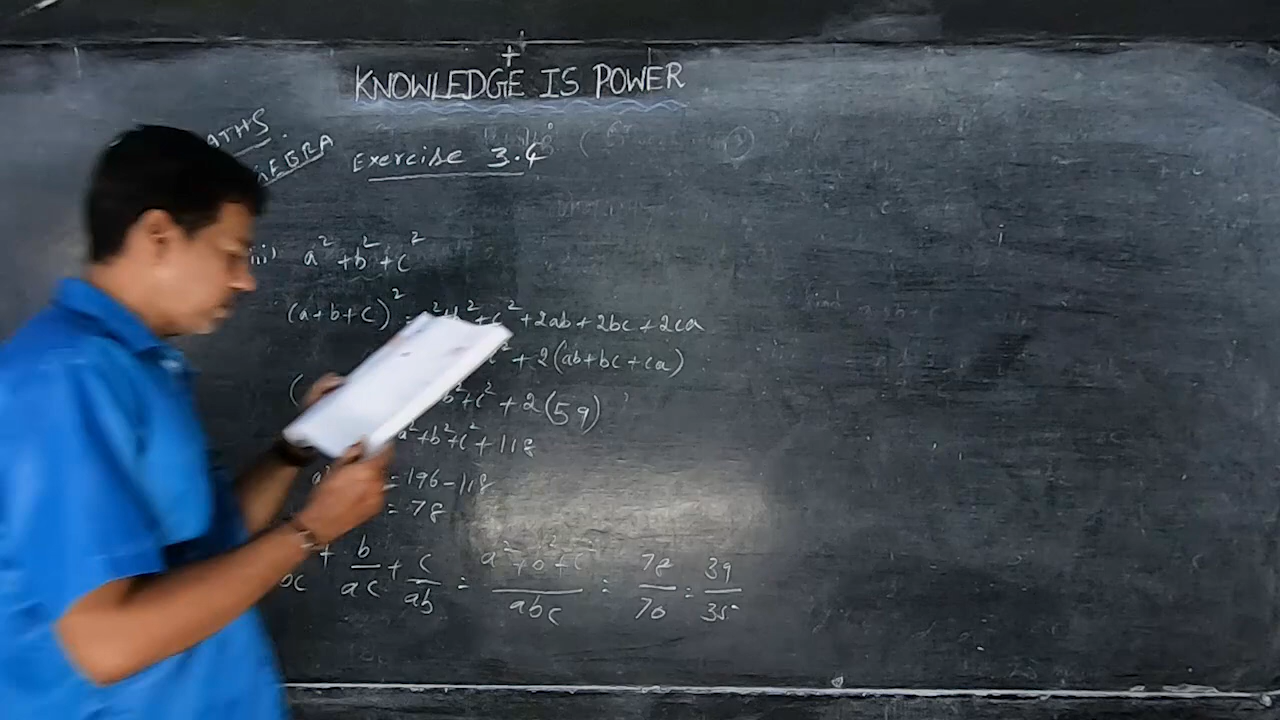 KNOWLEDGE IS POWER
ATHS.
EBRA
Exercise 3.4
iii) a² + b² + c²
(a+b+c)² = c² + 2ab + 2bc + 2ca
c² + 2(ab+bc+ca)
( b² + c² + 2(59)
a² + b² + c² + 118
= 196 - 118
= 78
+ b/ac + c/ab = a² + b² + c²/abc = 78/70 = 39/35